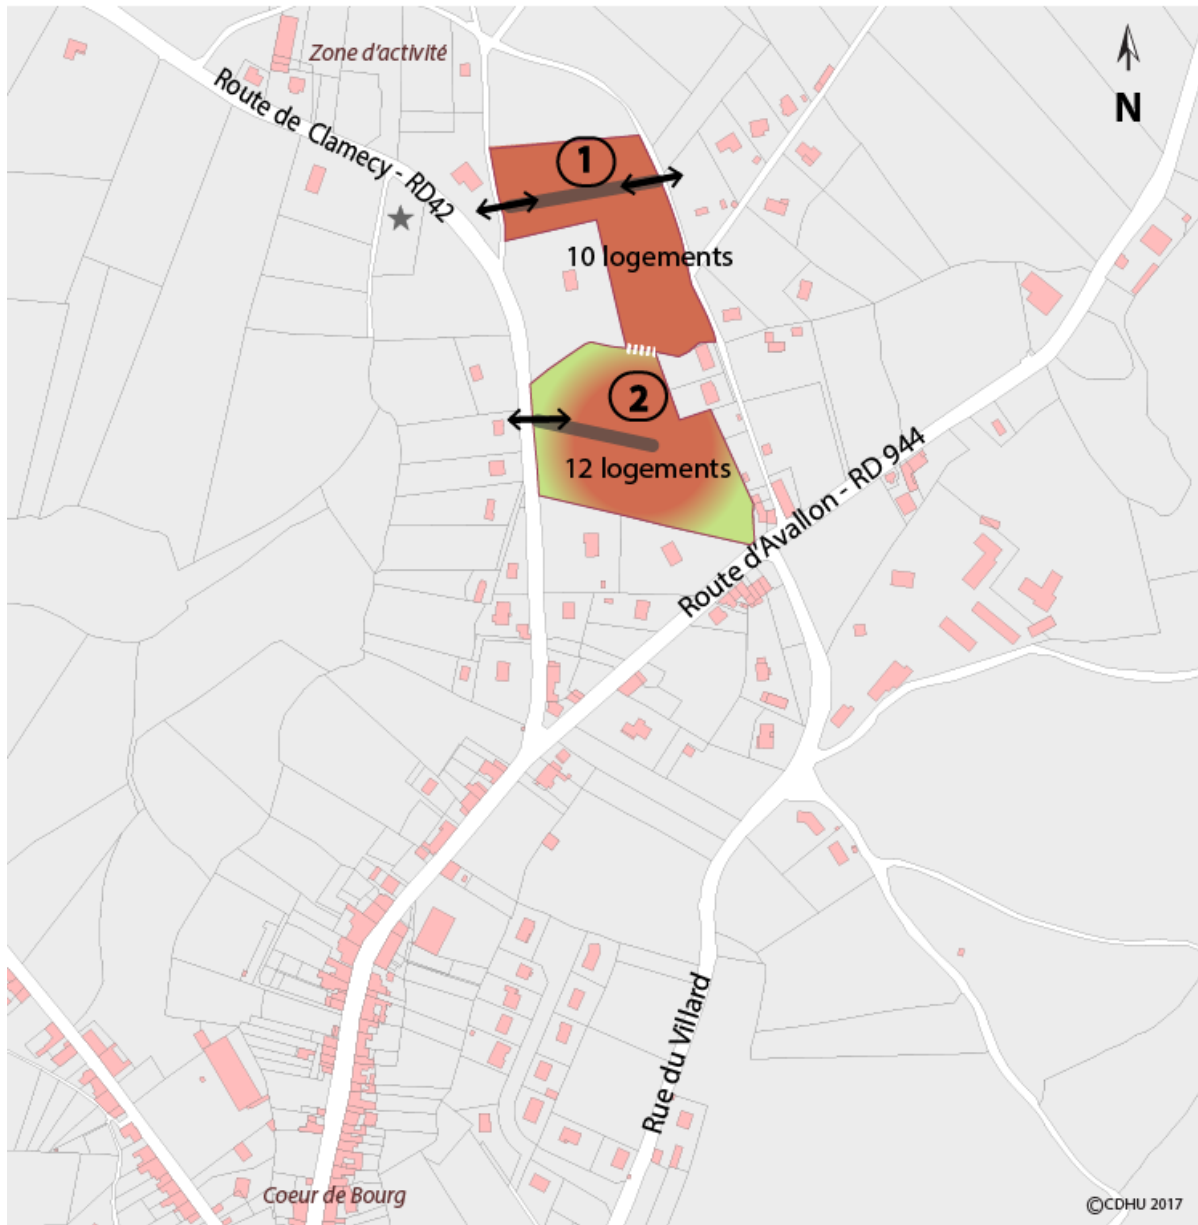 Zone d'activité
N
Route de Clamecy - RD42
1
10 logements
2
12 logements
Route d'Avallon - RD 944
Rue du Villard
Coeur de Bourg
©CDHU 2017